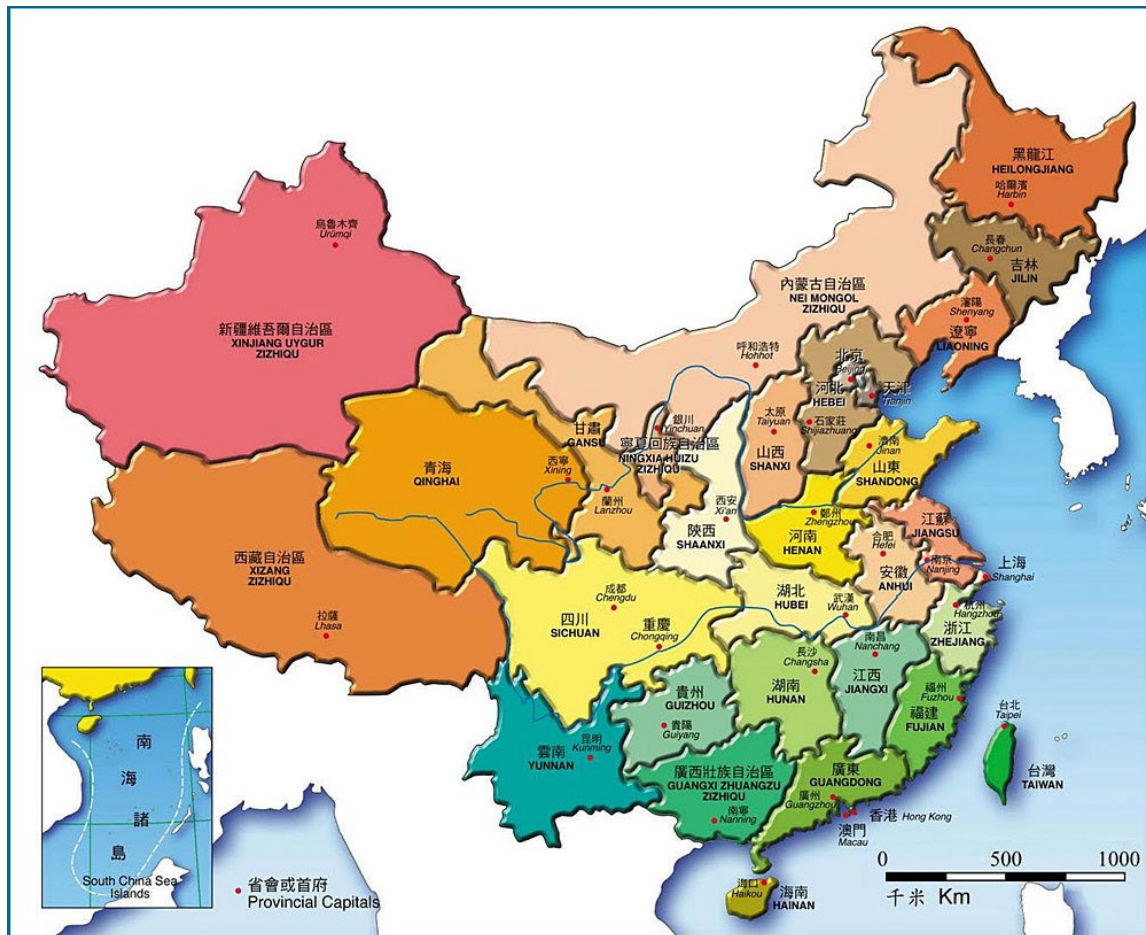 黑龍江
HEILONGJIANG
哈爾濱
Harbin
長春
Changchun
吉林
JILIN
瀋陽
Shenyang
遼寧
LIAONING
內蒙古自治區
NEI MONGOL
ZIZHIQU
呼和浩特
Hohhot
烏魯木齊
Urümqi
新疆維吾爾自治區
XINJIANG UYGUR
ZIZHIQU
北京
Beijing
天津
Tianjin
河北
HEBEI
石家莊
Shijiazhuang
太原
Taiyuan
山西
SHANXI
銀川
Yinchuan
寧夏回族自治區
NINGXIA HUIZU
ZIZHIQU
甘肅
GANSU
蘭州
Lanzhou
西寧
Xining
青海
QINGHAI
濟南
Jinan
山東
SHANDONG
西安
Xi'an
陝西
SHAANXI
鄭州
Zhengzhou
河南
HENAN
江蘇
JIANGSU
南京
Nanjing
合肥
Hefei
安徽
ANHUI
上海
Shanghai
西藏自治區
XIZANG
ZIZHIQU
拉薩
Lhasa
成都
Chengdu
四川
SICHUAN
重慶
Chongqing
湖北
HUBEI
武漢
Wuhan
杭州
Hangzhou
浙江
ZHEJIANG
南昌
Nanchang
江西
JIANGXI
長沙
Changsha
湖南
HUNAN
貴州
GUIZHOU
貴陽
Guiyang
福州
Fuzhou
福建
FUJIAN
台北
Taipei
台灣
TAIWAN
昆明
Kunming
雲南
YUNNAN
廣西壯族自治區
GUANGXI ZHUANGZU
ZIZHIQU
南寧
Nanning
廣東
GUANGDONG
廣州
Guangzhou
香港 Hong Kong
澳門
Macau
海口
Haikou
海南
HAINAN
南
海
諸
島
South China Sea
Islands
省會或首府
Provincial Capitals
0 500 1000
千米 Km